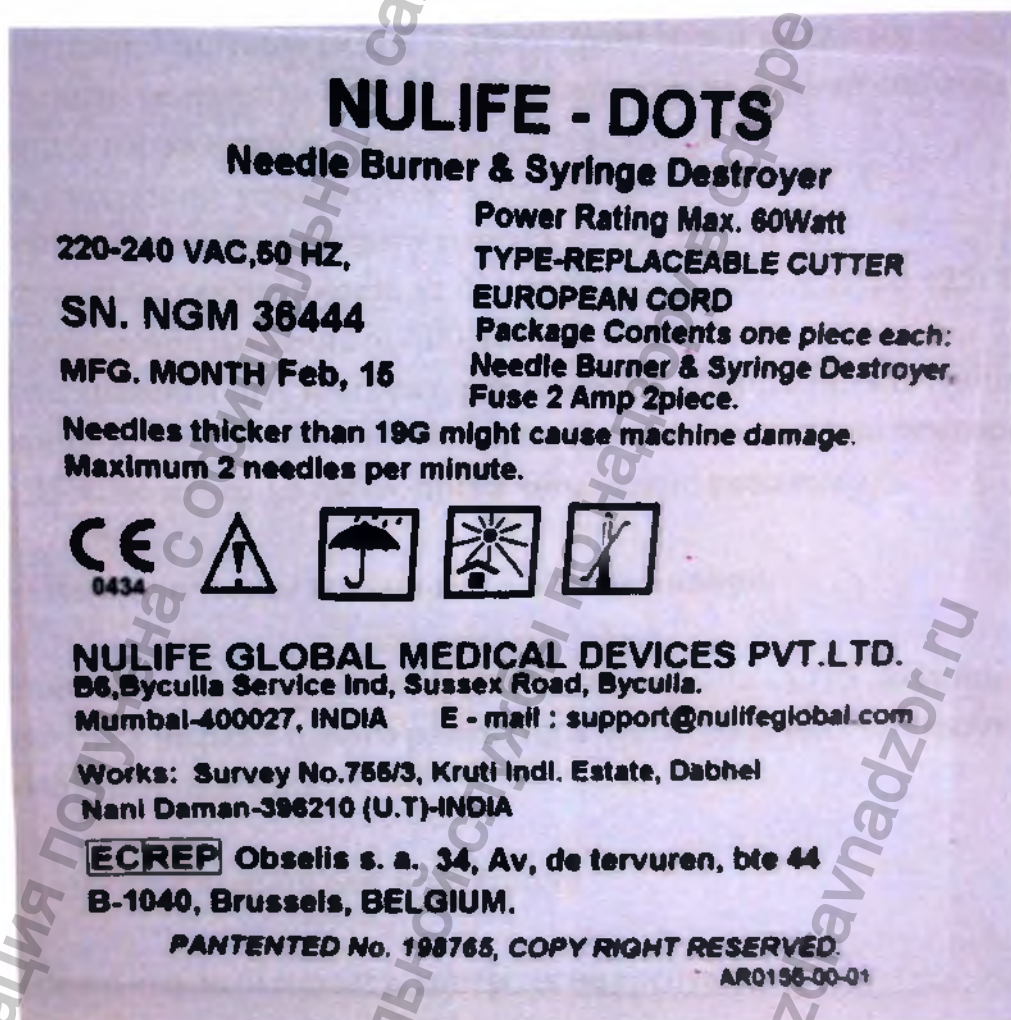 NULIFE - DOTS
Needle Burner & Syringe Destroyer
220-240 VAC,50 HZ,
SN. NGM 36444
MFG. MONTH Feb, 15
Power Rating Max. 60Watt
TYPE-REPLACEABLE CUTTER
EUROPEAN CORD
Package Contents one piece each:
Needle Burner & Syringe Destroyer,
Fuse 2 Amp 2piece.
Needles thicker than 19G might cause machine damage.
Maximum 2 needles per minute.
CE
0434
NULIFE GLOBAL MEDICAL DEVICES PVT.LTD.
B6,Byculla Service Ind, Sussex Road, Byculla.
Mumbai-400027, INDIA E - mail : support@nulifeglobal.com
Works: Survey No.755/3, Kruti Indl. Estate, Dabhel
Nani Daman-396210 (U.T)-INDIA
EC REP Obselis s. a. 34, Av, de tervuren, bte 44
B-1040, Brussels, BELGIUM.
PANTENTED No. 198765, COPY RIGHT RESERVED.
AR0155-00-01